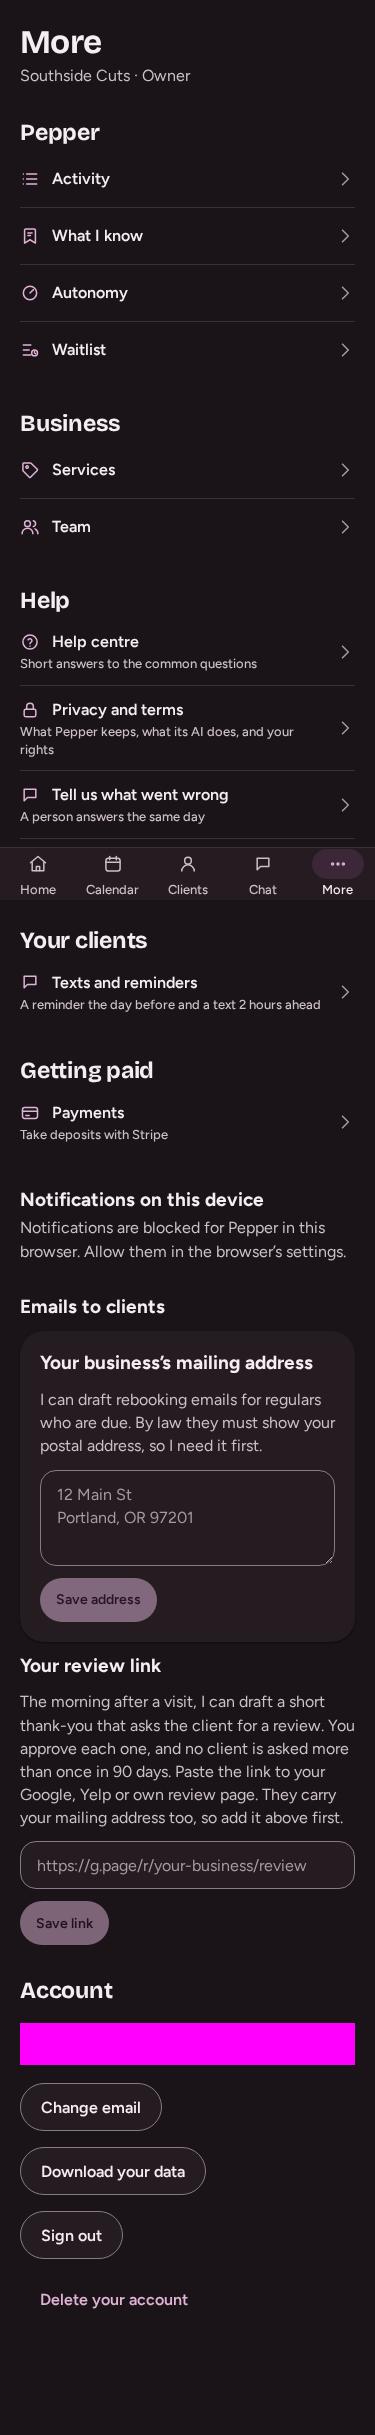 More
Southside Cuts · Owner
Pepper
Activity
What I know
Autonomy
Waitlist
Business
Services
Team
Help
Help centre
Short answers to the common questions
Privacy and terms
What Pepper keeps, what its AI does, and your
rights
Tell us what went wrong
A person answers the same day
Home
Calendar
Clients
Chat
More
Your clients
Texts and reminders
A reminder the day before and a text 2 hours ahead
Getting paid
Payments
Take deposits with Stripe
Notifications on this device
Notifications are blocked for Pepper in this
browser. Allow them in the browser’s settings.
Emails to clients
Your business’s mailing address
I can draft rebooking emails for regulars
who are due. By law they must show your
postal address, so I need it first.
12 Main St
Portland, OR 97201
Save address
Your review link
The morning after a visit, I can draft a short
thank-you that asks the client for a review. You
approve each one, and no client is asked more
than once in 90 days. Paste the link to your
Google, Yelp or own review page. They carry
your mailing address too, so add it above first.
https://g.page/r/your-business/review
Save link
Account
Change email
Download your data
Sign out
Delete your account